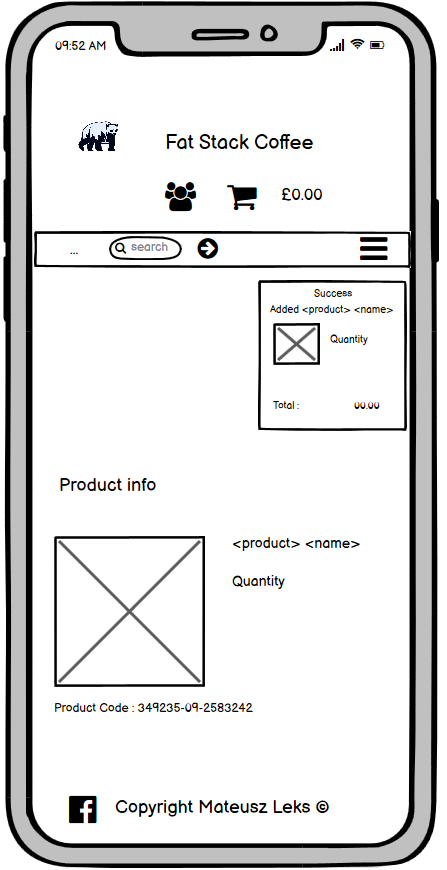 09:52 AM
Fat Stack Coffee
£0.00
... search
Success
Added <product> <name>
Quantity
Total : 00.00
Product info
<product> <name>
Quantity
Product Code : 349235-09-2583242
Copyright Mateusz Leks ©